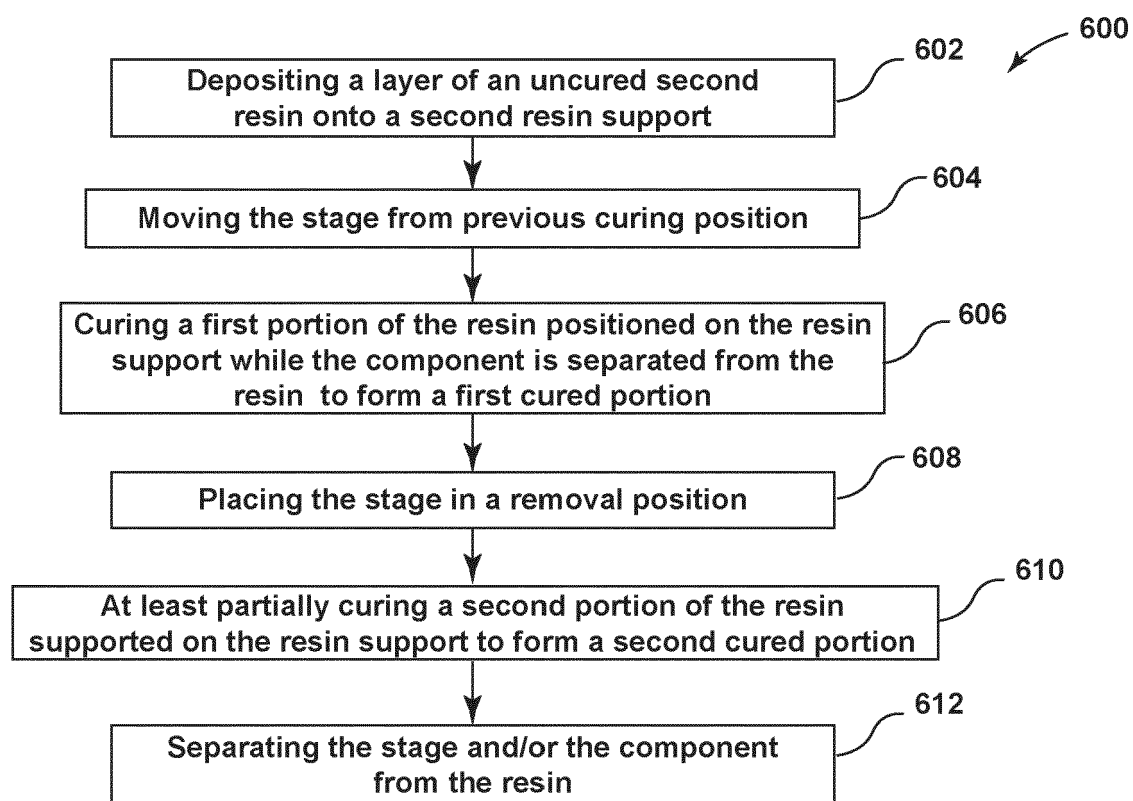 600
602
Depositing a layer of an uncured second
resin onto a second resin support
604
Moving the stage from previous curing position
606
Curing a first portion of the resin positioned on the resin
support while the component is separated from the
resin to form a first cured portion
608
Placing the stage in a removal position
610
At least partially curing a second portion of the resin
supported on the resin support to form a second cured portion
612
Separating the stage and/or the component
from the resin